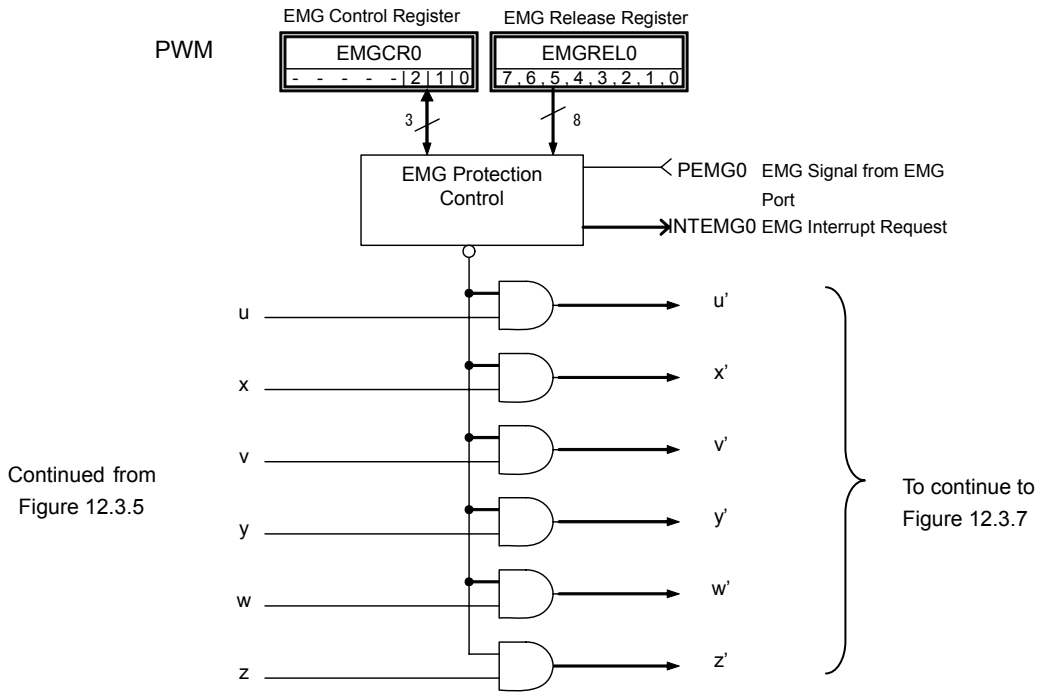 EMG Control Register
EMG Release Register
PWM
EMGCR0
EMGREL0
- - - - - | 2 | 1 | 0
7 , 6 , 5 , 4 , 3 , 2 , 1 , 0
3
8
EMG Protection
Control
PEMG0 EMG Signal from EMG
Port
INTEMG0 EMG Interrupt Request
u u’
x x’
v v’
Continued from
Figure 12.3.5
To continue to
Figure 12.3.7
y y’
w w’
z z’